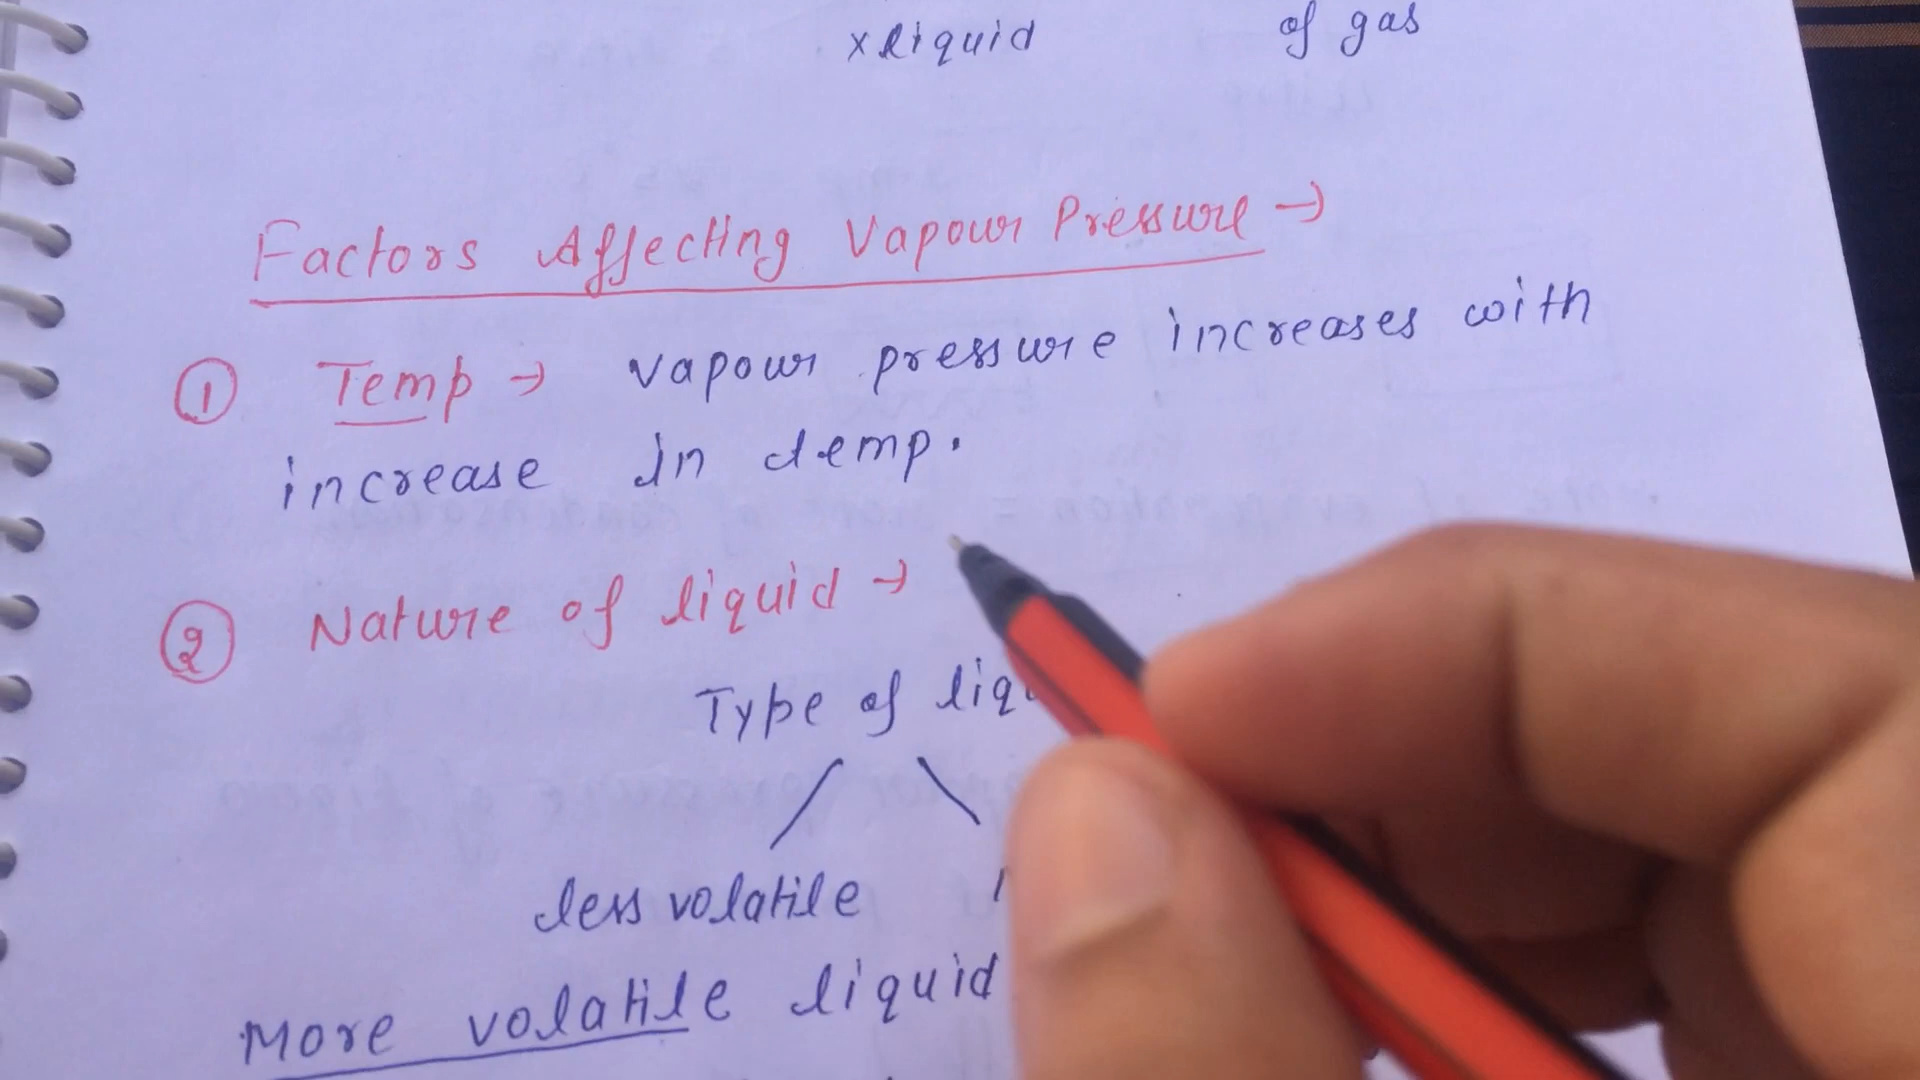 x liquid of gas
Factors Affecting Vapour Pressure →
① Temp → vapour pressure increases with
increase in temp.
② Nature of liquid →
Type of
less volatile
More volatile liquid